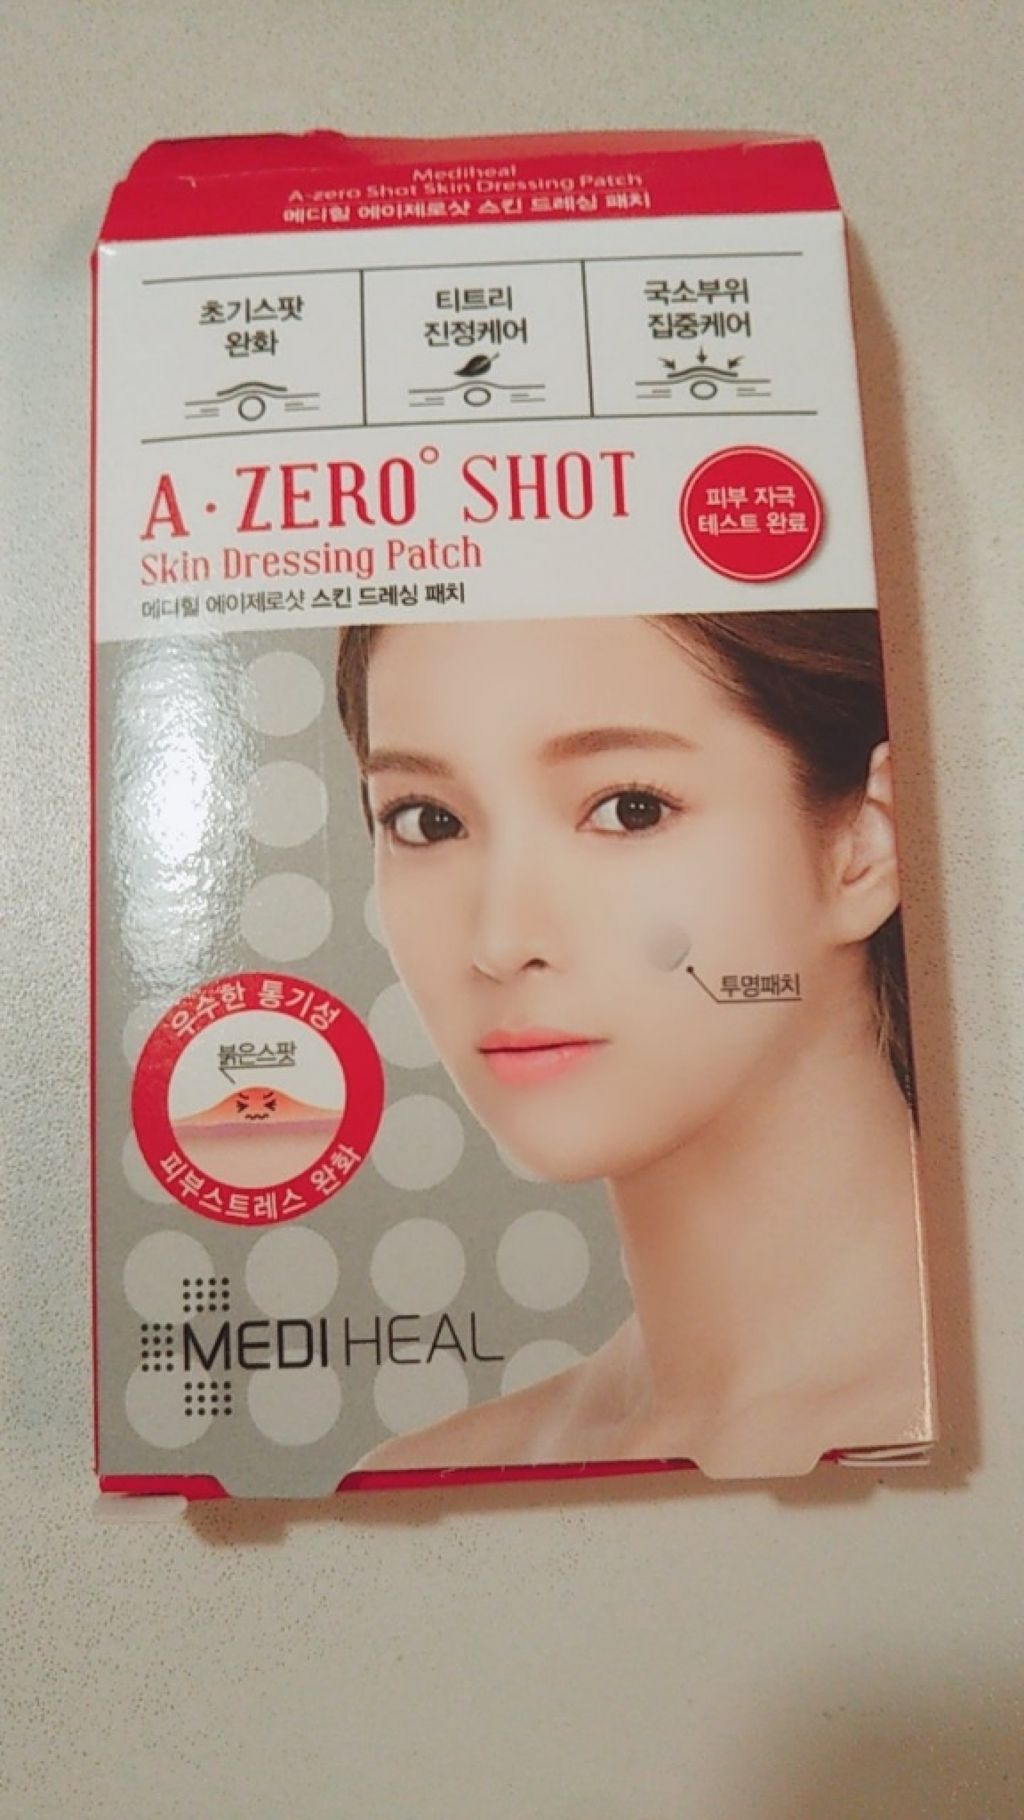 Mediheal
A-zero Shot Skin Dressing Patch
메디힐 에이제로샷 스킨 드레싱 패치
초기스팟
완화
티트리
진정케어
국소부위
집중케어
A·ZERO° SHOT
피부 자극
테스트 완료
Skin Dressing Patch
메디힐 에이제로샷 스킨 드레싱 패치
투명패치
우수한 통기성
붉은스팟
피부스트레스 완화
MEDIHEAL